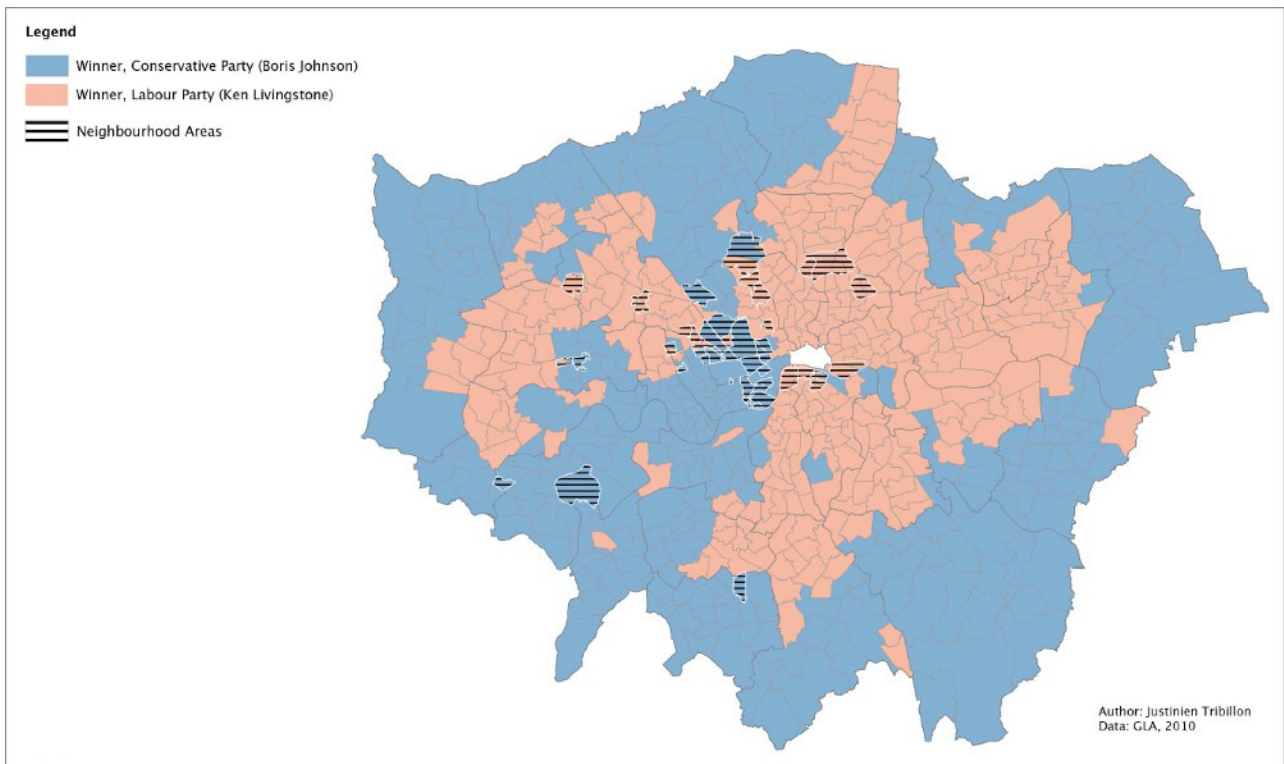 Legend
Winner, Conservative Party (Boris Johnson)
Winner, Labour Party (Ken Livingstone)
Neighbourhood Areas
Author: Justinien Tribillon
Data: GLA, 2010